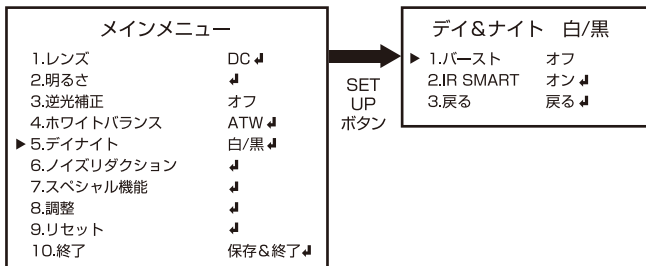 メインメニュー
1.レンズ DC↲
2.明るさ ↲
3.逆光補正 オフ
4.ホワイトバランス ATW↲
▶ 5.デイナイト 白/黒↲
6.ノイズリダクション ↲
7.スペシャル機能 ↲
8.調整 ↲
9.リセット ↲
10.終了 保存&終了↲
SET
UP
ボタン
デイ&ナイト 白/黒
▶ 1.バースト オフ
2.IR SMART オン↲
3.戻る 戻る↲